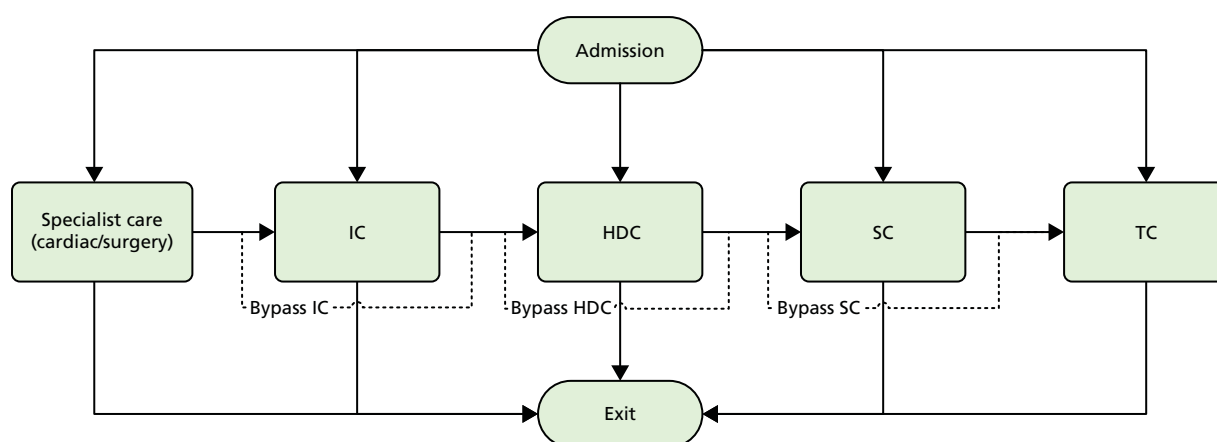 Admission
Specialist care
(cardiac/surgery)
IC
HDC
SC
TC
Bypass IC
Bypass HDC
Bypass SC
Exit